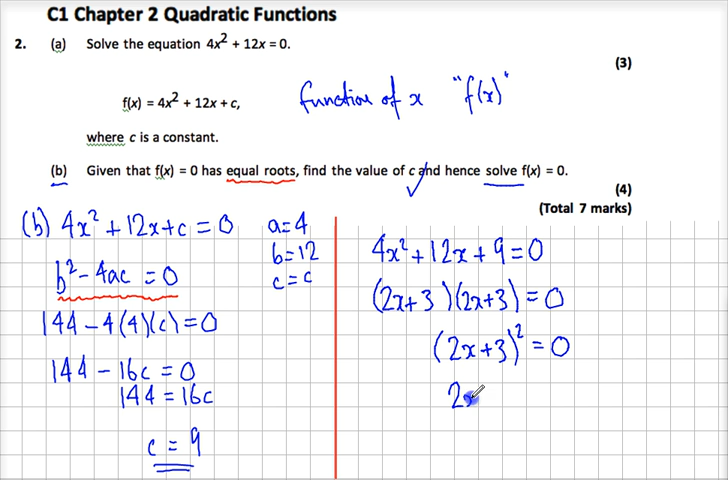 C1 Chapter 2 Quadratic Functions
2. (a) Solve the equation 4x² + 12x = 0.
(3)
f(x) = 4x² + 12x + c,
function of x "f(x)"
where c is a constant.
(b) Given that f(x) = 0 has equal roots, find the value of c and hence solve f(x) = 0.
(4)
(Total 7 marks)
(b) 4x² + 12x + c = 0
a = 4
b = 12
c = c
b² - 4ac = 0
144 - 4(4)(c) = 0
144 - 16c = 0
144 = 16c
c = 9
4x² + 12x + 9 = 0
(2x+3)(2x+3) = 0
(2x+3)² = 0
2x